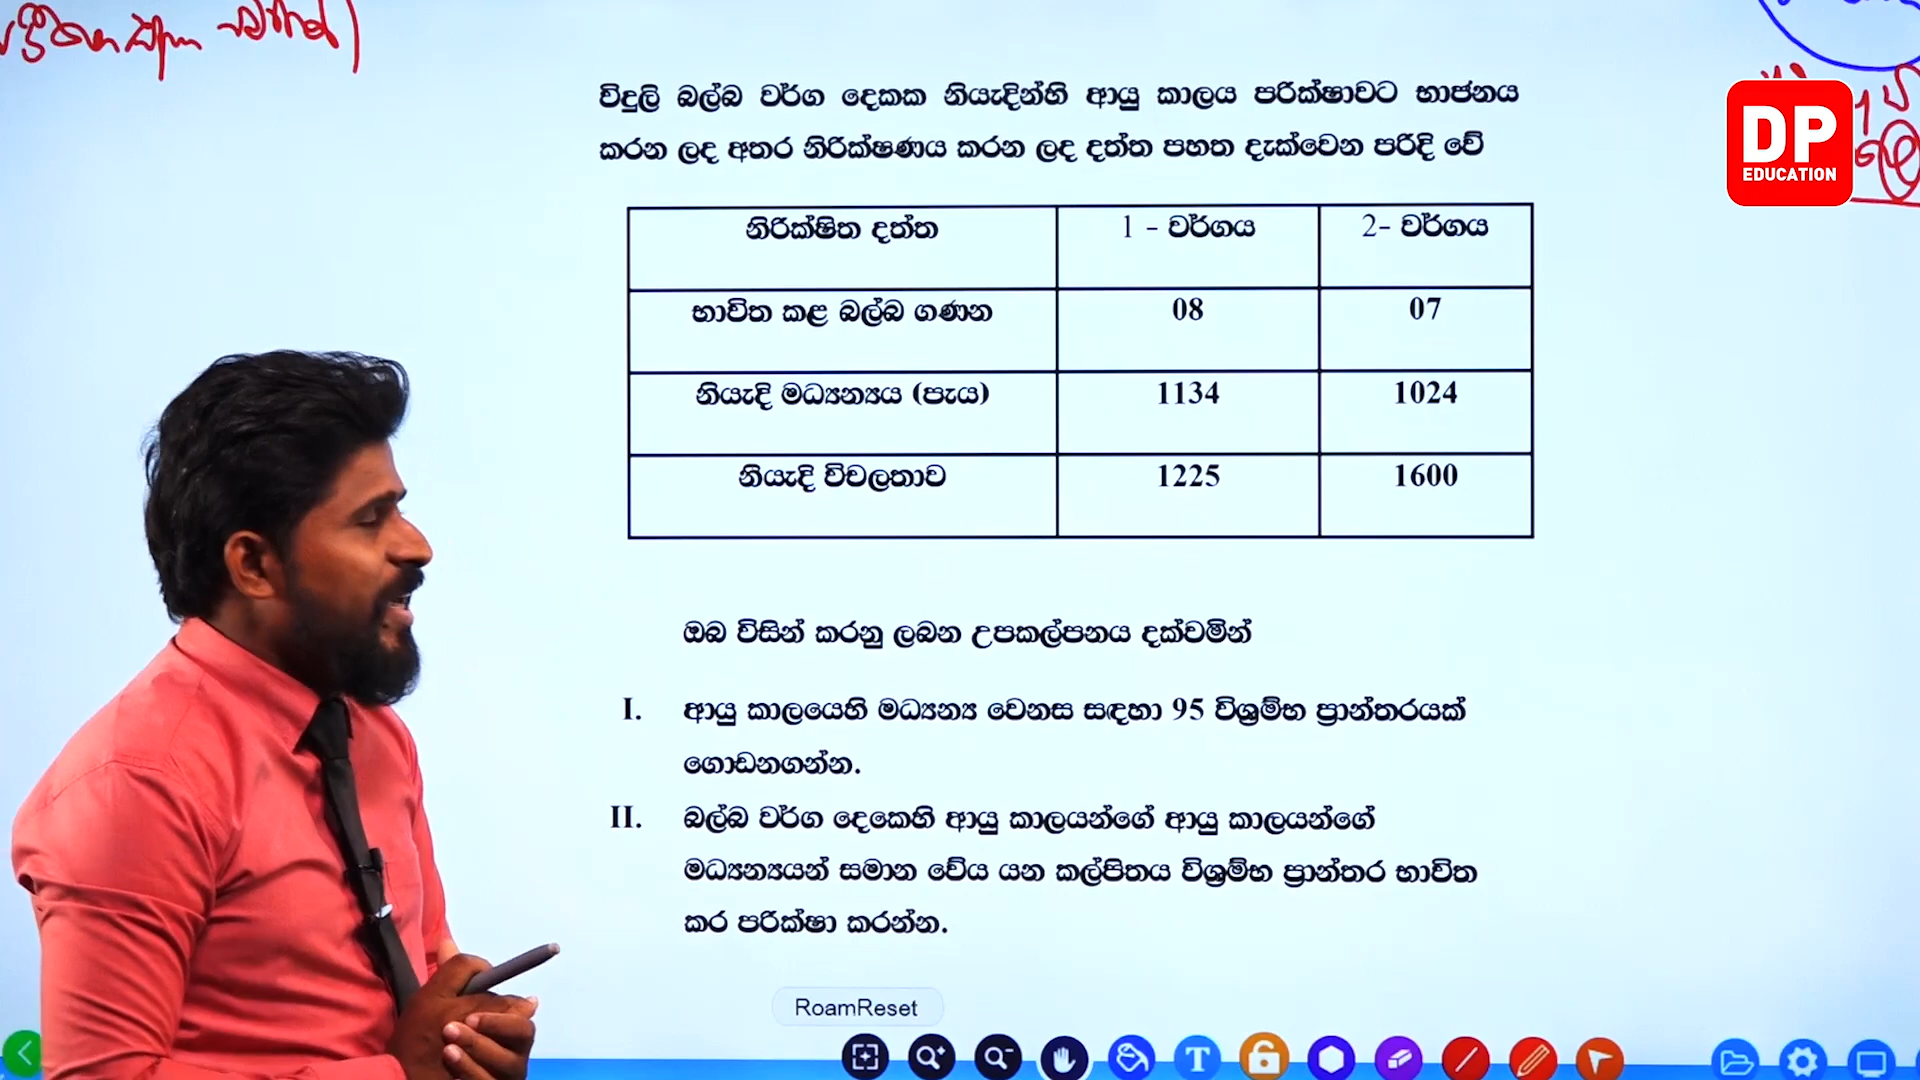 විදුලි බල්බ වර්ග දෙකක නියැදින්හි ආයු කාලය පරීක්ෂාවට භාජනය
කරන ලද අතර නිරීක්ෂණය කරන ලද දත්ත පහත දැක්වෙන පරිදි වේ
DP
EDUCATION
නිරීක්ෂිත දත්ත 1 - වර්ගය 2- වර්ගය
භාවිත කළ බල්බ ගණන 08 07
නියැදි මධ්‍යන්‍යය (පැය) 1134 1024
නියැදි විචලතාව 1225 1600
ඔබ විසින් කරනු ලබන උපකල්පනය දක්වමින්
I. ආයු කාලයෙහි මධ්‍යන්‍ය වෙනස සඳහා 95 විශ්‍රම්භ ප්‍රාන්තරයක්
ගොඩනගන්න.
II. බල්බ වර්ග දෙකෙහි ආයු කාලයන්ගේ ආයු කාලයන්ගේ
මධ්‍යන්‍යයන් සමාන වේය යන කල්පිතය විශ්‍රම්භ ප්‍රාන්තර භාවිත
කර පරීක්ෂා කරන්න.
RoamReset